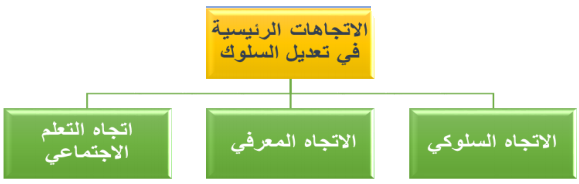 الاتجاهات الرئيسية
في تعديل السلوك
الاتجاه السلوكي
الاتجاه المعرفي
اتجاه التعلم
الاجتماعي